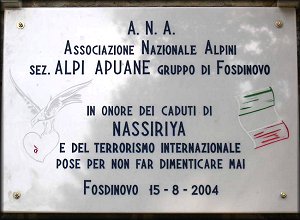 A. N. A.
ASSOCIAZIONE NAZIONALE ALPINI
SEZ. ALPI APUANE GRUPPO DI FOSDINOVO
IN ONORE DEI CADUTI DI
NASSIRIYA
E DEL TERRORISMO INTERNAZIONALE
POSE PER NON FAR DIMENTICARE MAI
FOSDINOVO 15-8-2004